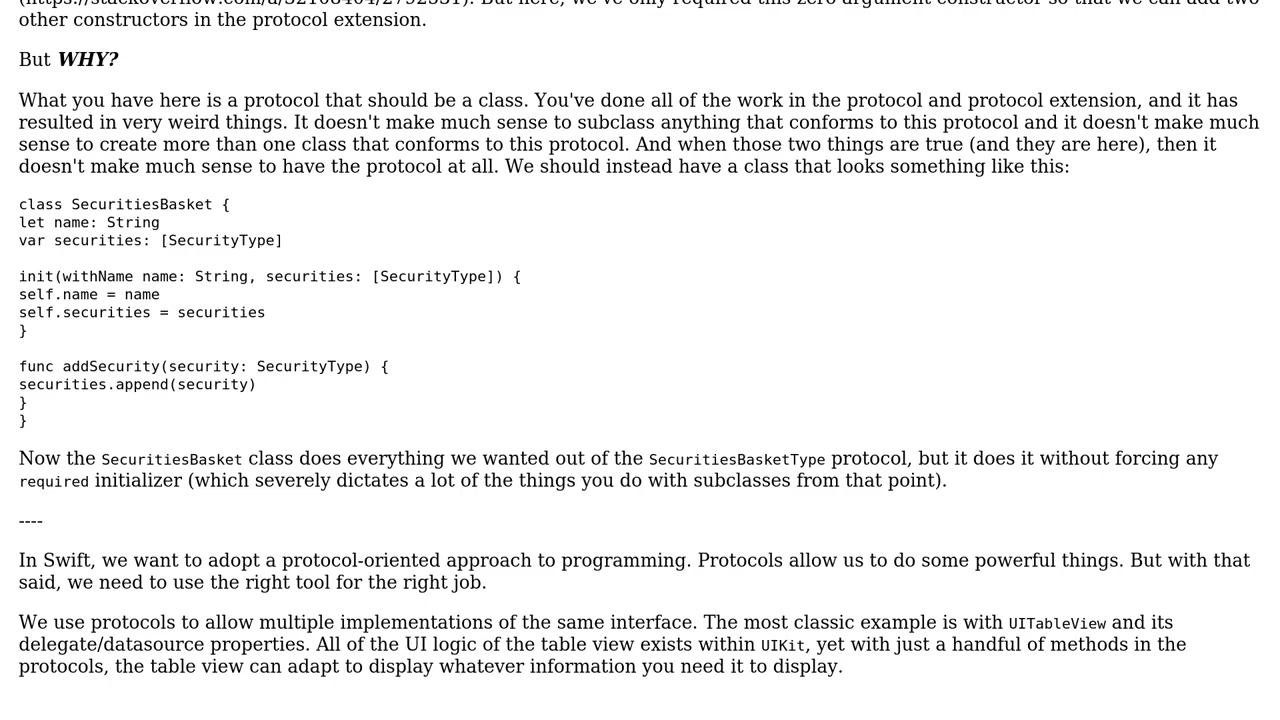 other constructors in the protocol extension.
But WHY?
What you have here is a protocol that should be a class. You've done all of the work in the protocol and protocol extension, and it has
resulted in very weird things. It doesn't make much sense to subclass anything that conforms to this protocol and it doesn't make much
sense to create more than one class that conforms to this protocol. And when those two things are true (and they are here), then it
doesn't make much sense to have the protocol at all. We should instead have a class that looks something like this:
class SecuritiesBasket {
let name: String
var securities: [SecurityType]
init(withName name: String, securities: [SecurityType]) {
self.name = name
self.securities = securities
}
func addSecurity(security: SecurityType) {
securities.append(security)
}
}
Now the SecuritiesBasket class does everything we wanted out of the SecuritiesBasketType protocol, but it does it without forcing any
required initializer (which severely dictates a lot of the things you do with subclasses from that point).
----
In Swift, we want to adopt a protocol-oriented approach to programming. Protocols allow us to do some powerful things. But with that
said, we need to use the right tool for the right job.
We use protocols to allow multiple implementations of the same interface. The most classic example is with UITableView and its
delegate/datasource properties. All of the UI logic of the table view exists within UIKit, yet with just a handful of methods in the
protocols, the table view can adapt to display whatever information you need it to display.